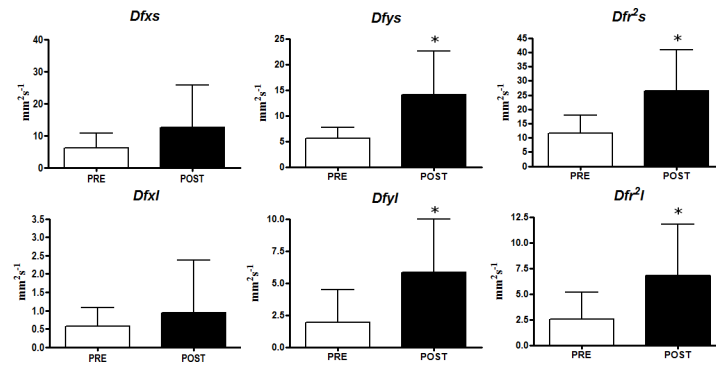 Dfxs
mm²s⁻¹
40
30
20
10
0
PRE POST
Dfys
mm²s⁻¹
25
20
15
10
5
0
*
PRE POST
Dfr²s
mm²s⁻¹
45
40
35
30
25
20
15
10
5
0
*
PRE POST
Dfxl
mm²s⁻¹
3.5
3.0
2.5
2.0
1.5
1.0
0.5
0.0
PRE POST
Dfyl
mm²s⁻¹
10.0
7.5
5.0
2.5
0.0
*
PRE POST
Dfr²l
mm²s⁻¹
12.5
10.0
7.5
5.0
2.5
0.0
*
PRE POST